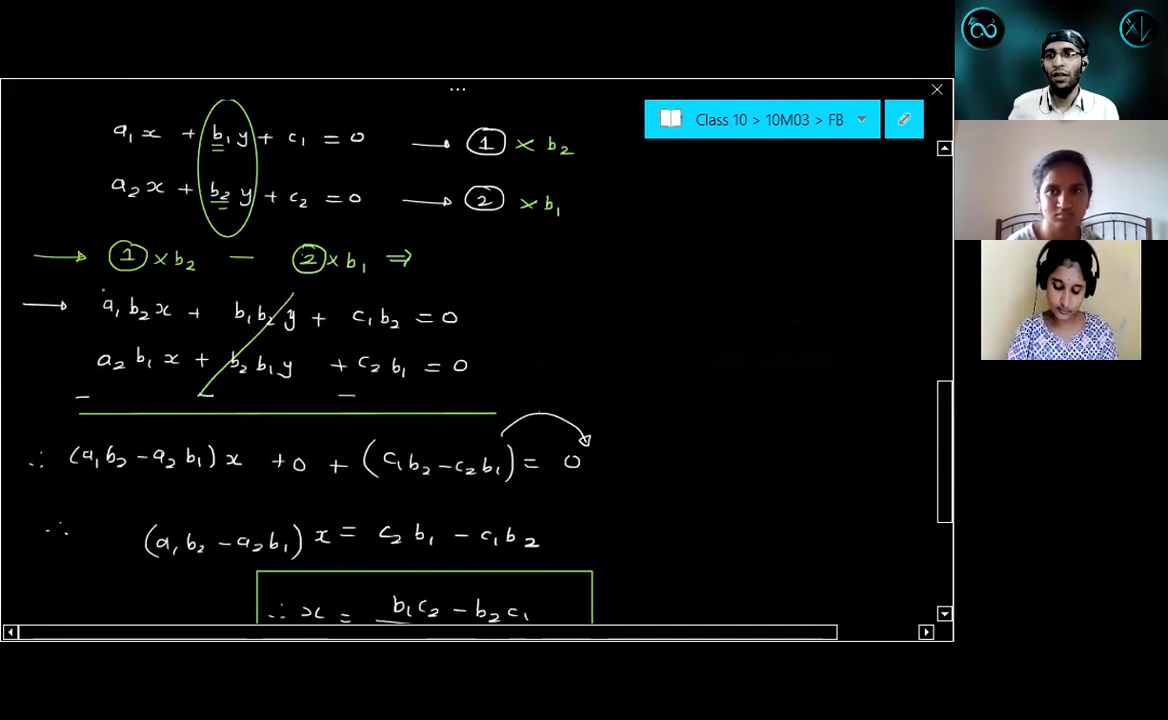 ...
Class 10 > 10M03 > FB
a₁x + b₁y + c₁ = 0 → ① × b₂
a₂x + b₂y + c₂ = 0 → ② × b₁
→ ① × b₂ — ② × b₁ ⇒
→ a₁b₂x + b₁b₂y + c₁b₂ = 0
a₂b₁x + b₂b₁y + c₂b₁ = 0
− − −
∴ (a₁b₂ − a₂b₁)x + 0 + (c₁b₂ − c₂b₁) = 0
∴ (a₁b₂ − a₂b₁)x = c₂b₁ − c₁b₂
∴ x = b₁c₂ − b₂c₁